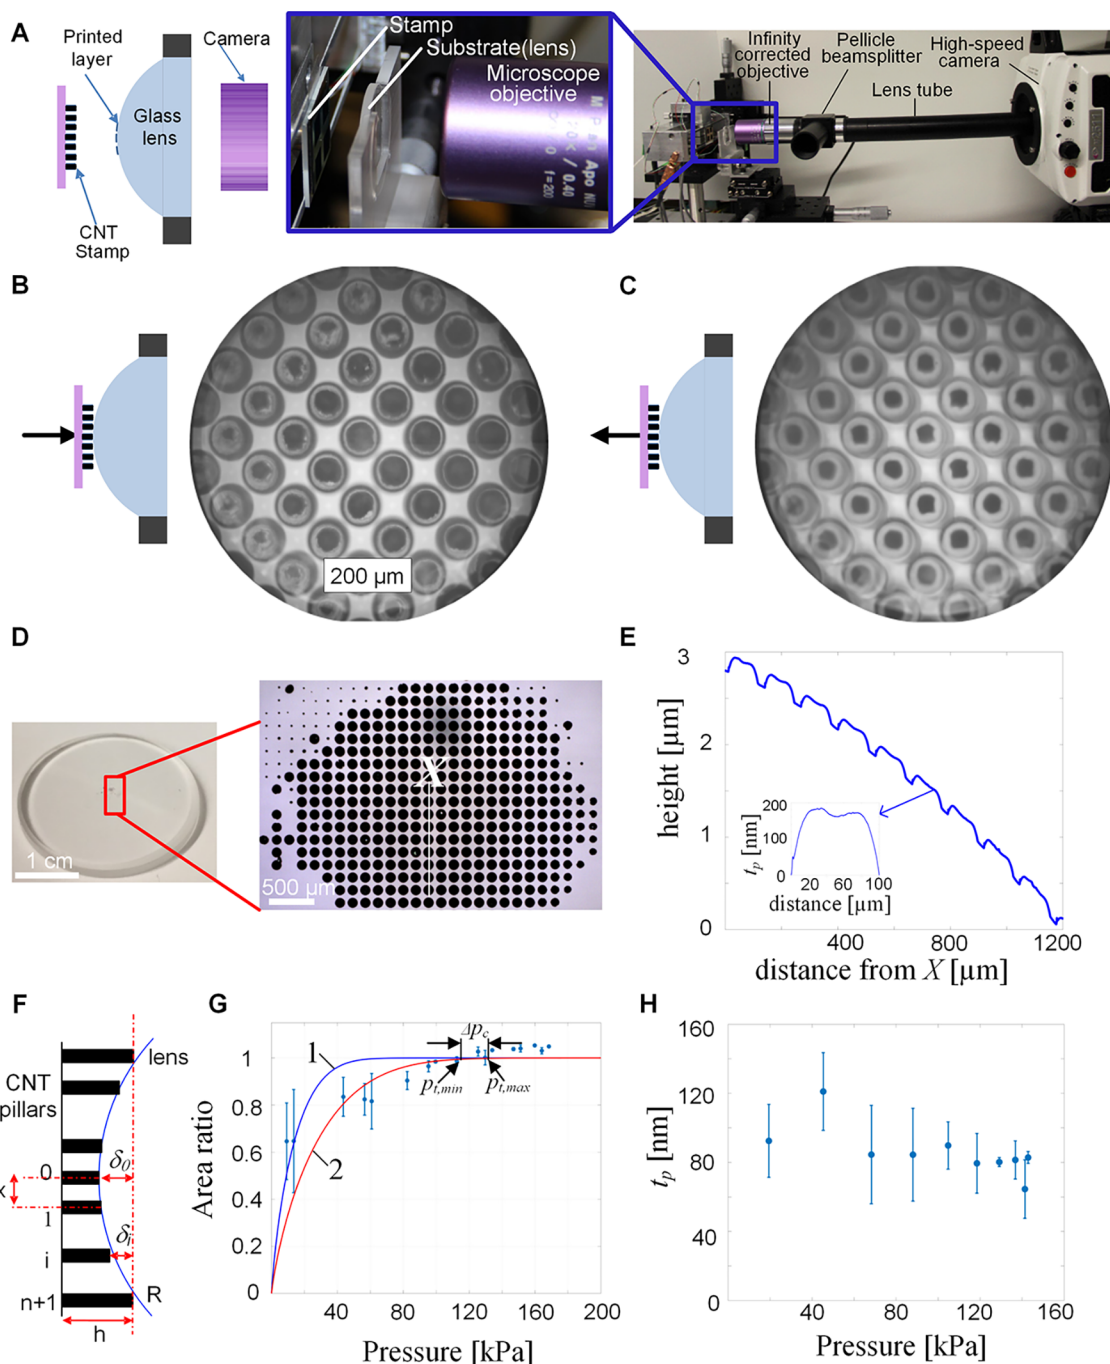 A
Printed
layer
Camera
Glass
lens
CNT
Stamp
Stamp
Substrate(lens)
Microscope
objective
f=200
Infinity
corrected
objective
Pellicle
beamsplitter
Lens tube
High-speed
camera
B
200 µm
C
D
1 cm
X
500 µm
E
3
2
1
0
height [µm]
200
100
0
tₚ [nm]
20 60 100
distance [µm]
400 800 1200
distance from X [µm]
F
lens
CNT
pillars
0
δ₀
x
1
i
δᵢ
n+1
R
h
G
Δp꜀
1
p t,min
p t,max
2
1
0.8
0.6
0.4
0.2
0
Area ratio
40 80 120 160 200
Pressure [kPa]
H
160
120
80
40
0
tₚ [nm]
40 80 120 160
Pressure [kPa]